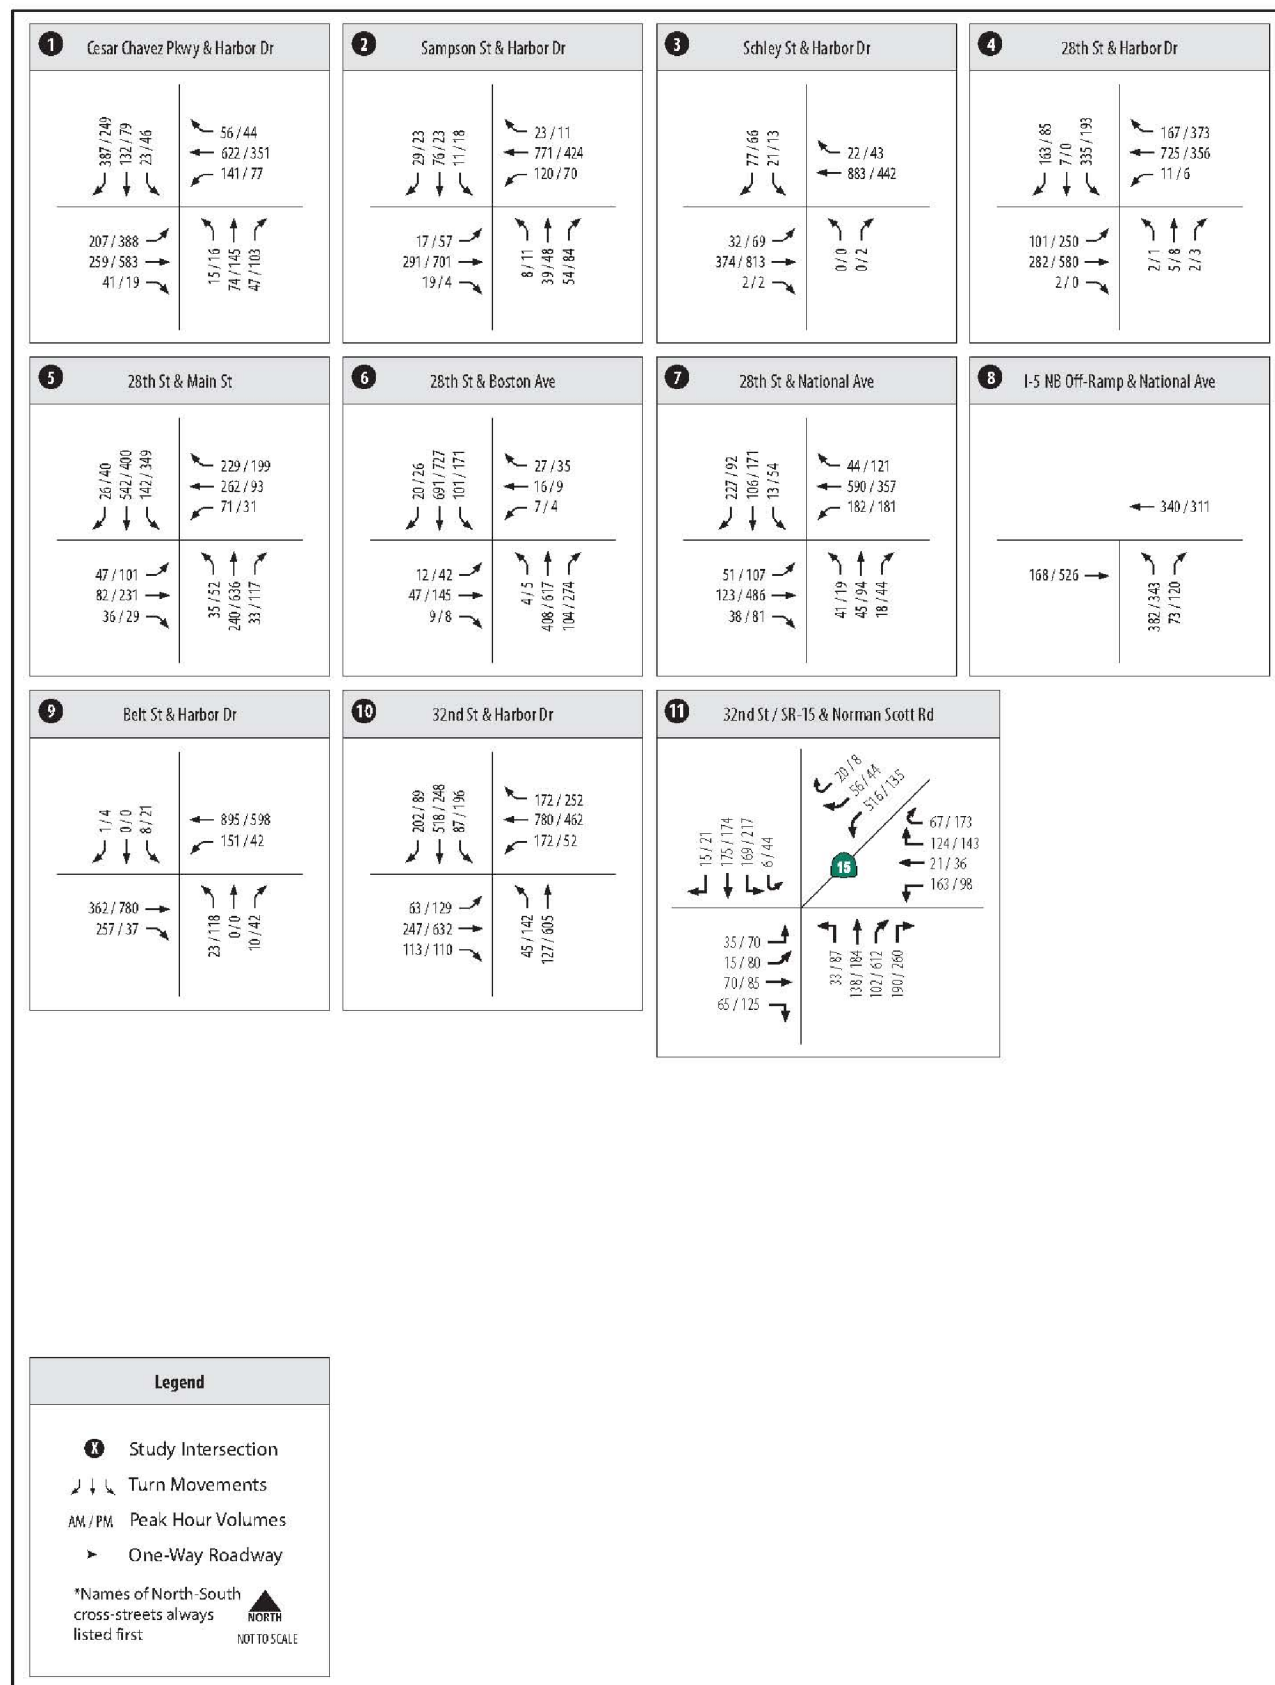 1 Cesar Chavez Pkwy & Harbor Dr
387 / 249
132 / 79
23 / 46
56 / 44
622 / 351
141 / 77
207 / 388
259 / 583
41 / 19
15 / 16
74 / 145
47 / 103
2 Sampson St & Harbor Dr
29 / 23
76 / 23
11 / 18
23 / 11
771 / 424
120 / 70
17 / 57
291 / 701
19 / 4
8 / 11
39 / 48
54 / 84
3 Schley St & Harbor Dr
77 / 66
21 / 13
22 / 43
883 / 442
32 / 69
374 / 813
2 / 2
0 / 0
0 / 2
4 28th St & Harbor Dr
163 / 85
7 / 0
335 / 193
167 / 373
725 / 356
11 / 6
101 / 250
282 / 580
2 / 0
2 / 1
5 / 8
2 / 3
5 28th St & Main St
26 / 40
542 / 400
142 / 349
229 / 199
262 / 93
71 / 31
47 / 101
82 / 231
36 / 29
35 / 52
240 / 636
33 / 117
6 28th St & Boston Ave
20 / 26
691 / 727
101 / 171
27 / 35
16 / 9
7 / 4
12 / 42
47 / 145
9 / 8
4 / 5
408 / 617
104 / 274
7 28th St & National Ave
227 / 92
106 / 171
13 / 54
44 / 121
590 / 357
182 / 181
51 / 107
123 / 486
38 / 81
41 / 19
45 / 94
18 / 44
8 I-5 NB Off-Ramp & National Ave
340 / 311
168 / 526
382 / 343
73 / 120
9 Belt St & Harbor Dr
1 / 4
0 / 0
8 / 21
895 / 598
151 / 42
362 / 780
257 / 37
23 / 118
0 / 0
10 / 42
10 32nd St & Harbor Dr
202 / 89
518 / 248
87 / 196
172 / 252
780 / 462
172 / 52
63 / 129
247 / 632
113 / 110
45 / 142
127 / 605
11 32nd St / SR-15 & Norman Scott Rd
15 / 21
175 / 174
169 / 217
6 / 44
20 / 8
56 / 44
516 / 135
15
67 / 173
124 / 143
21 / 36
163 / 98
35 / 70
15 / 80
70 / 85
65 / 125
33 / 87
138 / 184
102 / 612
190 / 260
Legend
X Study Intersection
Turn Movements
AM / PM Peak Hour Volumes
One-Way Roadway
*Names of North-South
cross-streets always
listed first
NORTH
NOT TO SCALE